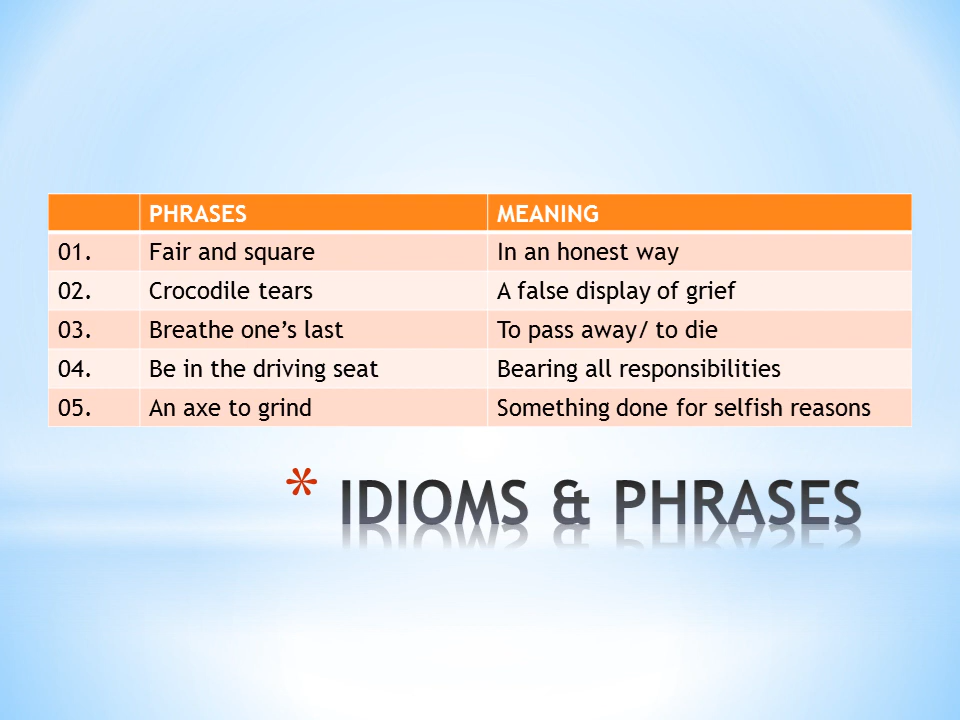 PHRASES MEANING
01. Fair and square In an honest way
02. Crocodile tears A false display of grief
03. Breathe one’s last To pass away/ to die
04. Be in the driving seat Bearing all responsibilities
05. An axe to grind Something done for selfish reasons
* IDIOMS & PHRASES